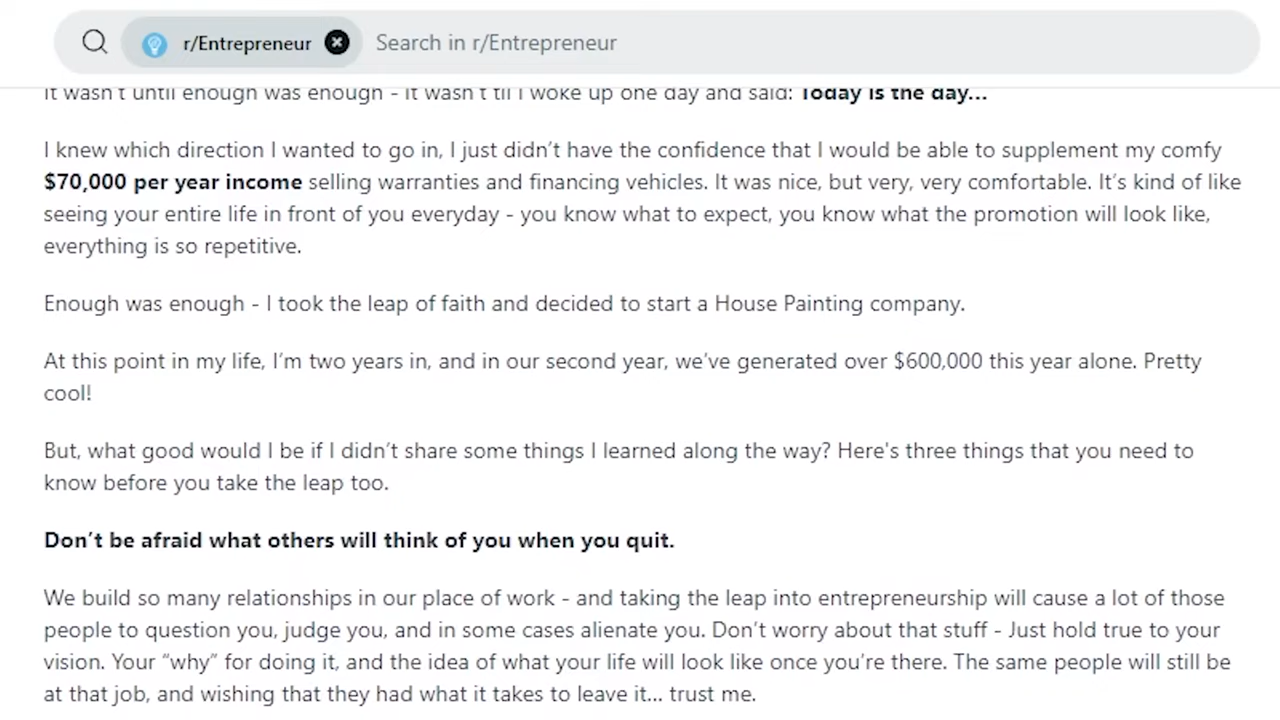 r/Entrepreneur Search in r/Entrepreneur
It wasn't until enough was enough - it wasn't til I woke up one day and said: Today is the day...
I knew which direction I wanted to go in, I just didn’t have the confidence that I would be able to supplement my comfy
$70,000 per year income selling warranties and financing vehicles. It was nice, but very, very comfortable. It’s kind of like
seeing your entire life in front of you everyday - you know what to expect, you know what the promotion will look like,
everything is so repetitive.
Enough was enough - I took the leap of faith and decided to start a House Painting company.
At this point in my life, I’m two years in, and in our second year, we’ve generated over $600,000 this year alone. Pretty
cool!
But, what good would I be if I didn’t share some things I learned along the way? Here's three things that you need to
know before you take the leap too.
Don’t be afraid what others will think of you when you quit.
We build so many relationships in our place of work - and taking the leap into entrepreneurship will cause a lot of those
people to question you, judge you, and in some cases alienate you. Don’t worry about that stuff - Just hold true to your
vision. Your “why” for doing it, and the idea of what your life will look like once you’re there. The same people will still be
at that job, and wishing that they had what it takes to leave it... trust me.